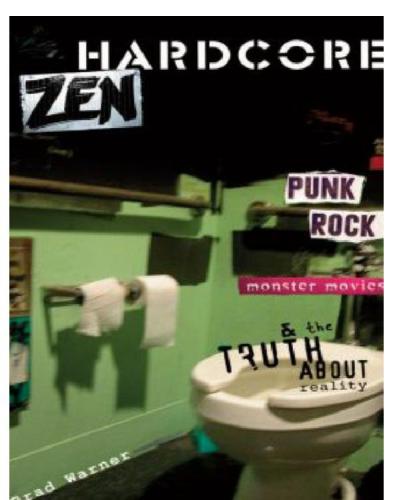 HARDCORE
ZEN
PUNK
ROCK
monster movies
& the
TRUTH
ABOUT
reality
Brad Warner